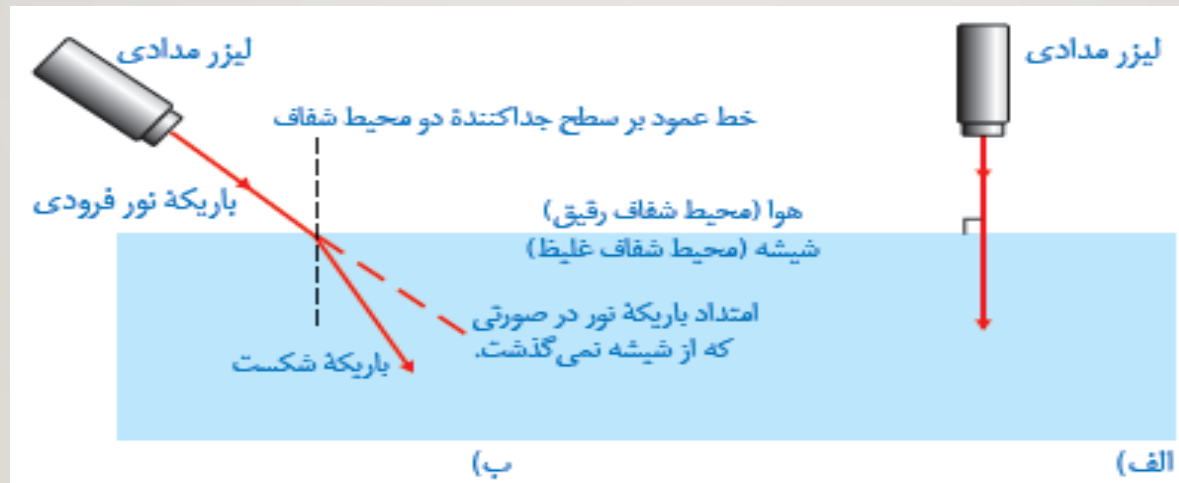 لیزر مدادی
لیزر مدادی
خط عمود بر سطح جداکنندهٔ دو محیط شفاف
باریکهٔ نور فرودی
هوا (محیط شفاف رقیق)
شیشه (محیط شفاف غلیظ)
امتداد باریکهٔ نور در صورتی
که از شیشه نمی‌گذشت.
باریکهٔ شکست
الف)
ب)